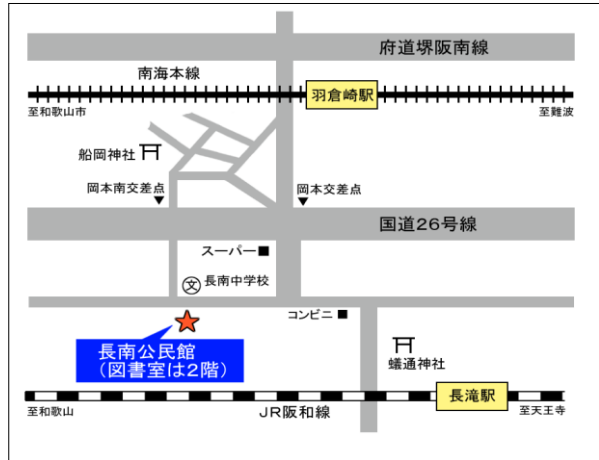 府道堺阪南線
南海本線
羽倉崎駅
至和歌山市
至難波
船岡神社
岡本南交差点
岡本交差点
国道26号線
スーパー
文
長南中学校
コンビニ
長南公民館
（図書室は2階）
蟻通神社
長滝駅
至和歌山
JR阪和線
至天王寺